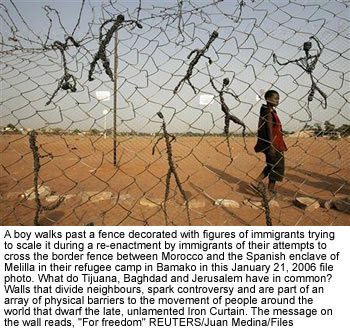 A boy walks past a fence decorated with figures of immigrants trying
to scale it during a re-enactment by immigrants of their attempts to
cross the border fence between Morocco and the Spanish enclave of
Melilla in their refugee camp in Bamako in this January 21, 2006 file
photo. What do Tijuana, Baghdad and Jerusalem have in common?
Walls that divide neighbours, spark controversy and are part of an
array of physical barriers to the movement of people around the
world that dwarf the late, unlamented Iron Curtain. The message on
the wall reads, "For freedom" REUTERS/Juan Medina/Files